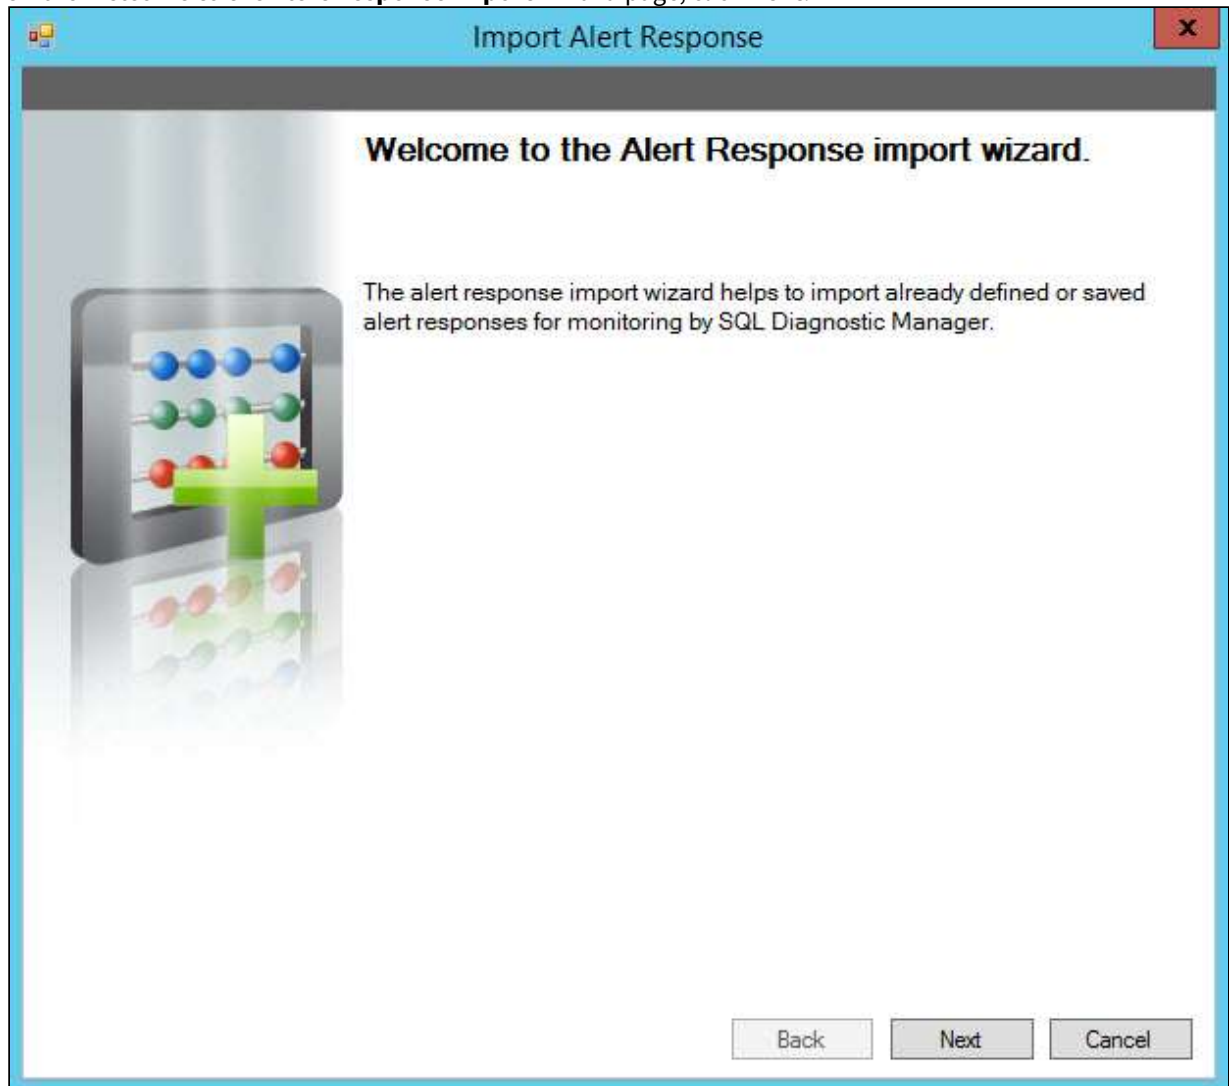 Import Alert Response
x
Welcome to the Alert Response import wizard.
The alert response import wizard helps to import already defined or saved
alert responses for monitoring by SQL Diagnostic Manager.
Back Next Cancel